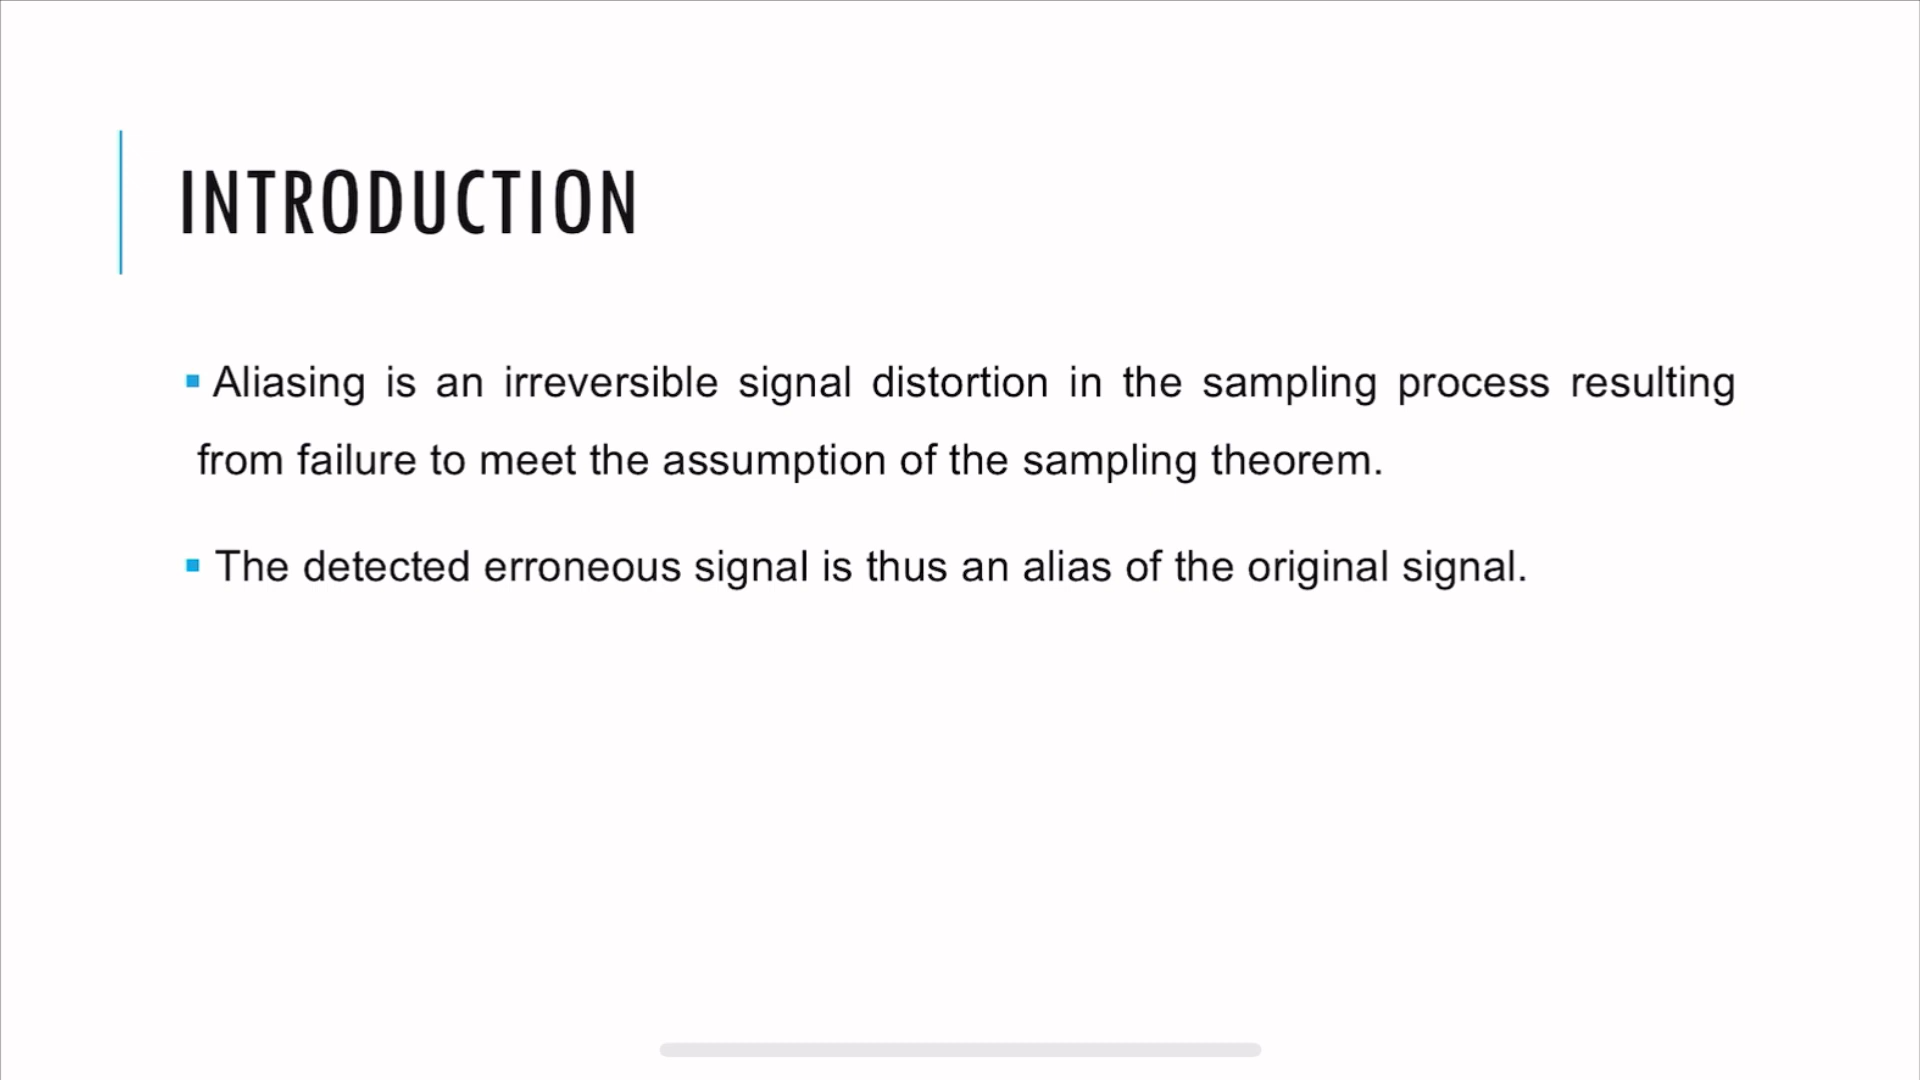 INTRODUCTION
▪ Aliasing is an irreversible signal distortion in the sampling process resulting
from failure to meet the assumption of the sampling theorem.
▪ The detected erroneous signal is thus an alias of the original signal.